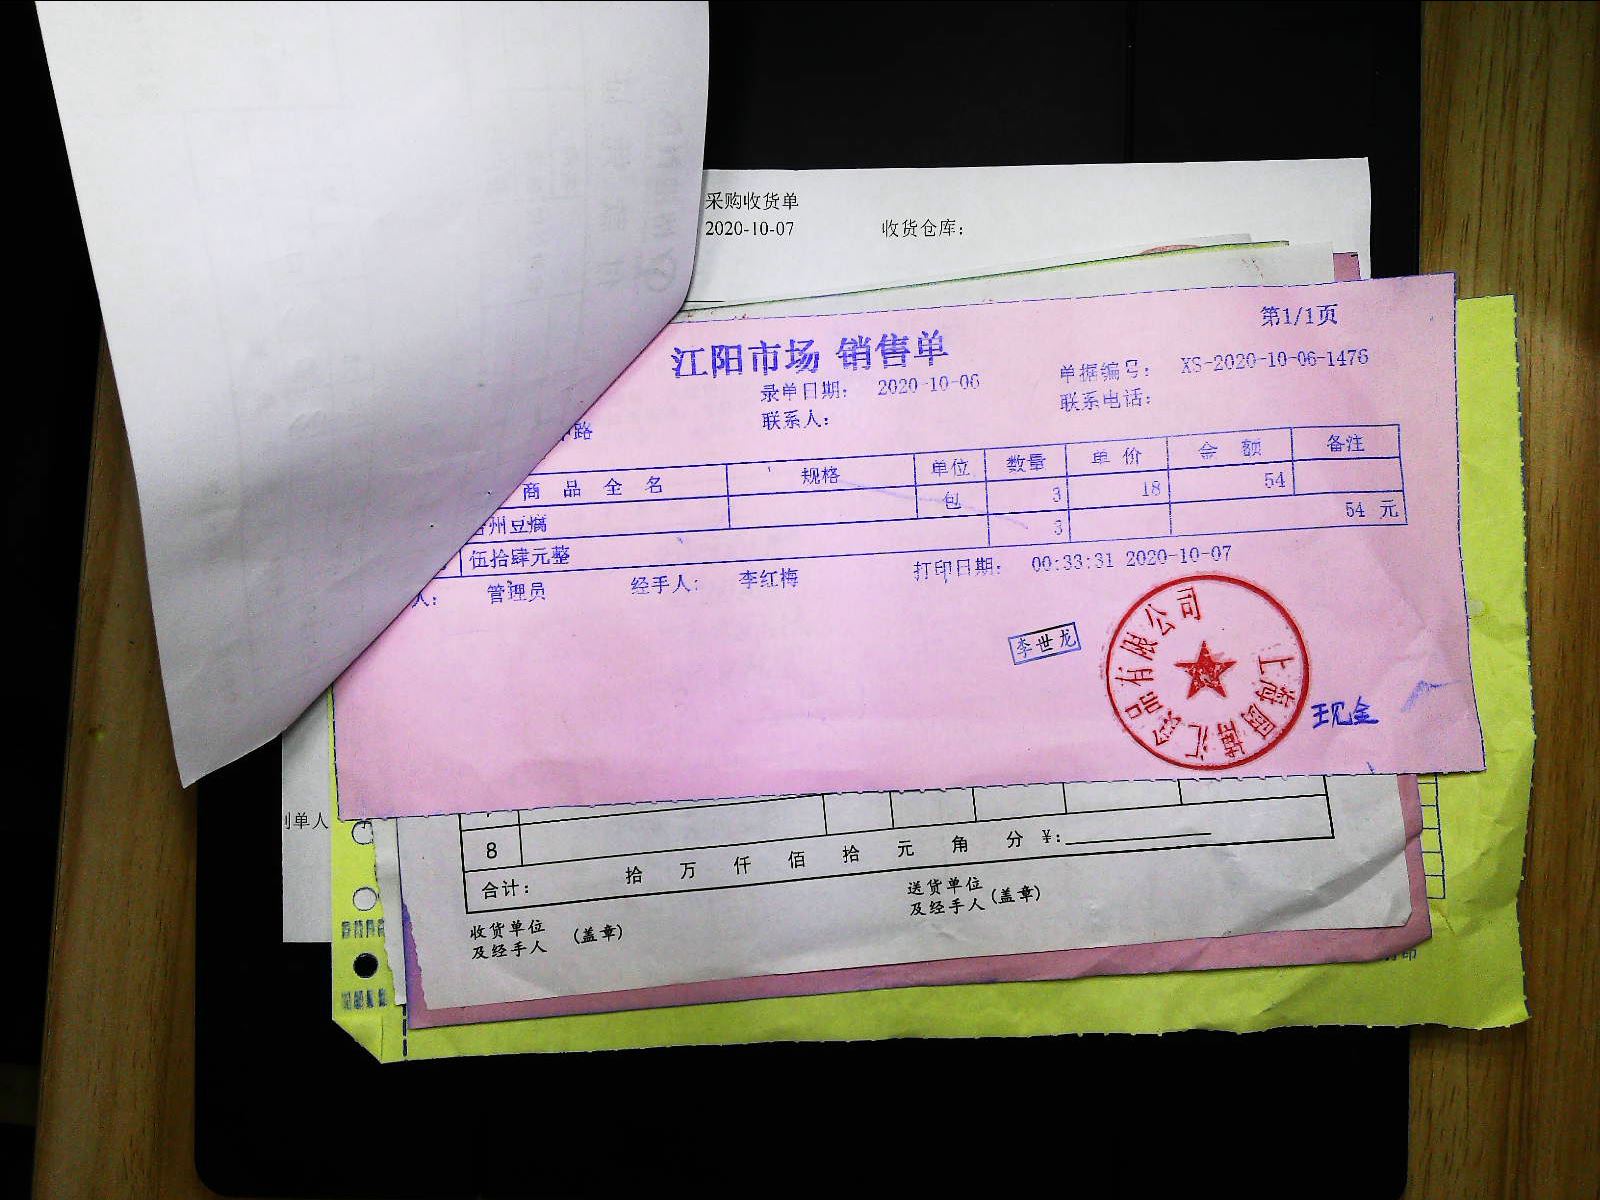 采购收货单
2020-10-07 收货仓库:
第1/1页
江阳市场 销售单
录单日期: 2020-10-06 单据编号: XS-2020-10-06-1476
联系人: 联系电话:
路
商品全名 规格 单位 数量 单价 金额 备注
州豆腐 包 3 18 54
伍拾肆元整 3 54 元
人: 管理员 经手人: 李红梅 打印日期: 00:33:31 2020-10-07
李世龙
品有限公司
上海
现金
制单人
8
合计: 拾 万 仟 佰 拾 元 角 分 ¥:
收货单位及经手人 (盖章)
送货单位及经手人 (盖章)